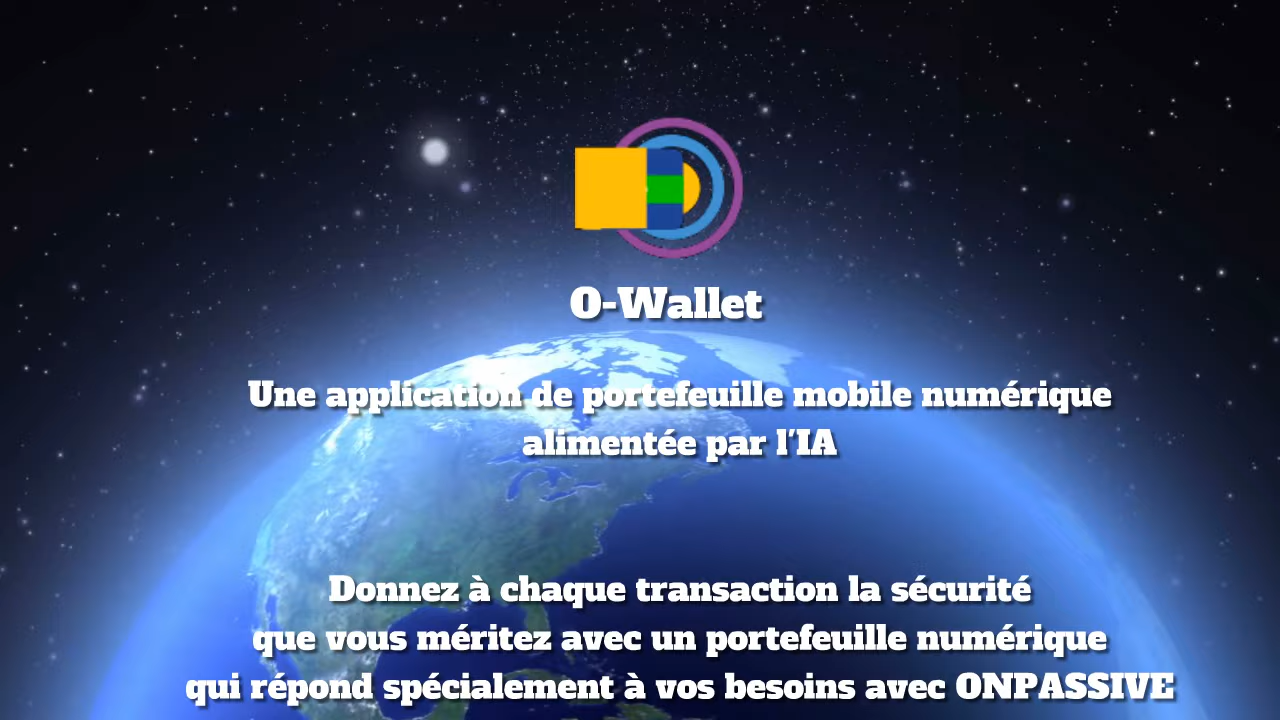 O-Wallet
Une application de portefeuille mobile numérique
alimentée par l'IA
Donnez à chaque transaction la sécurité
que vous méritez avec un portefeuille numérique
qui répond spécialement à vos besoins avec ONPASSIVE